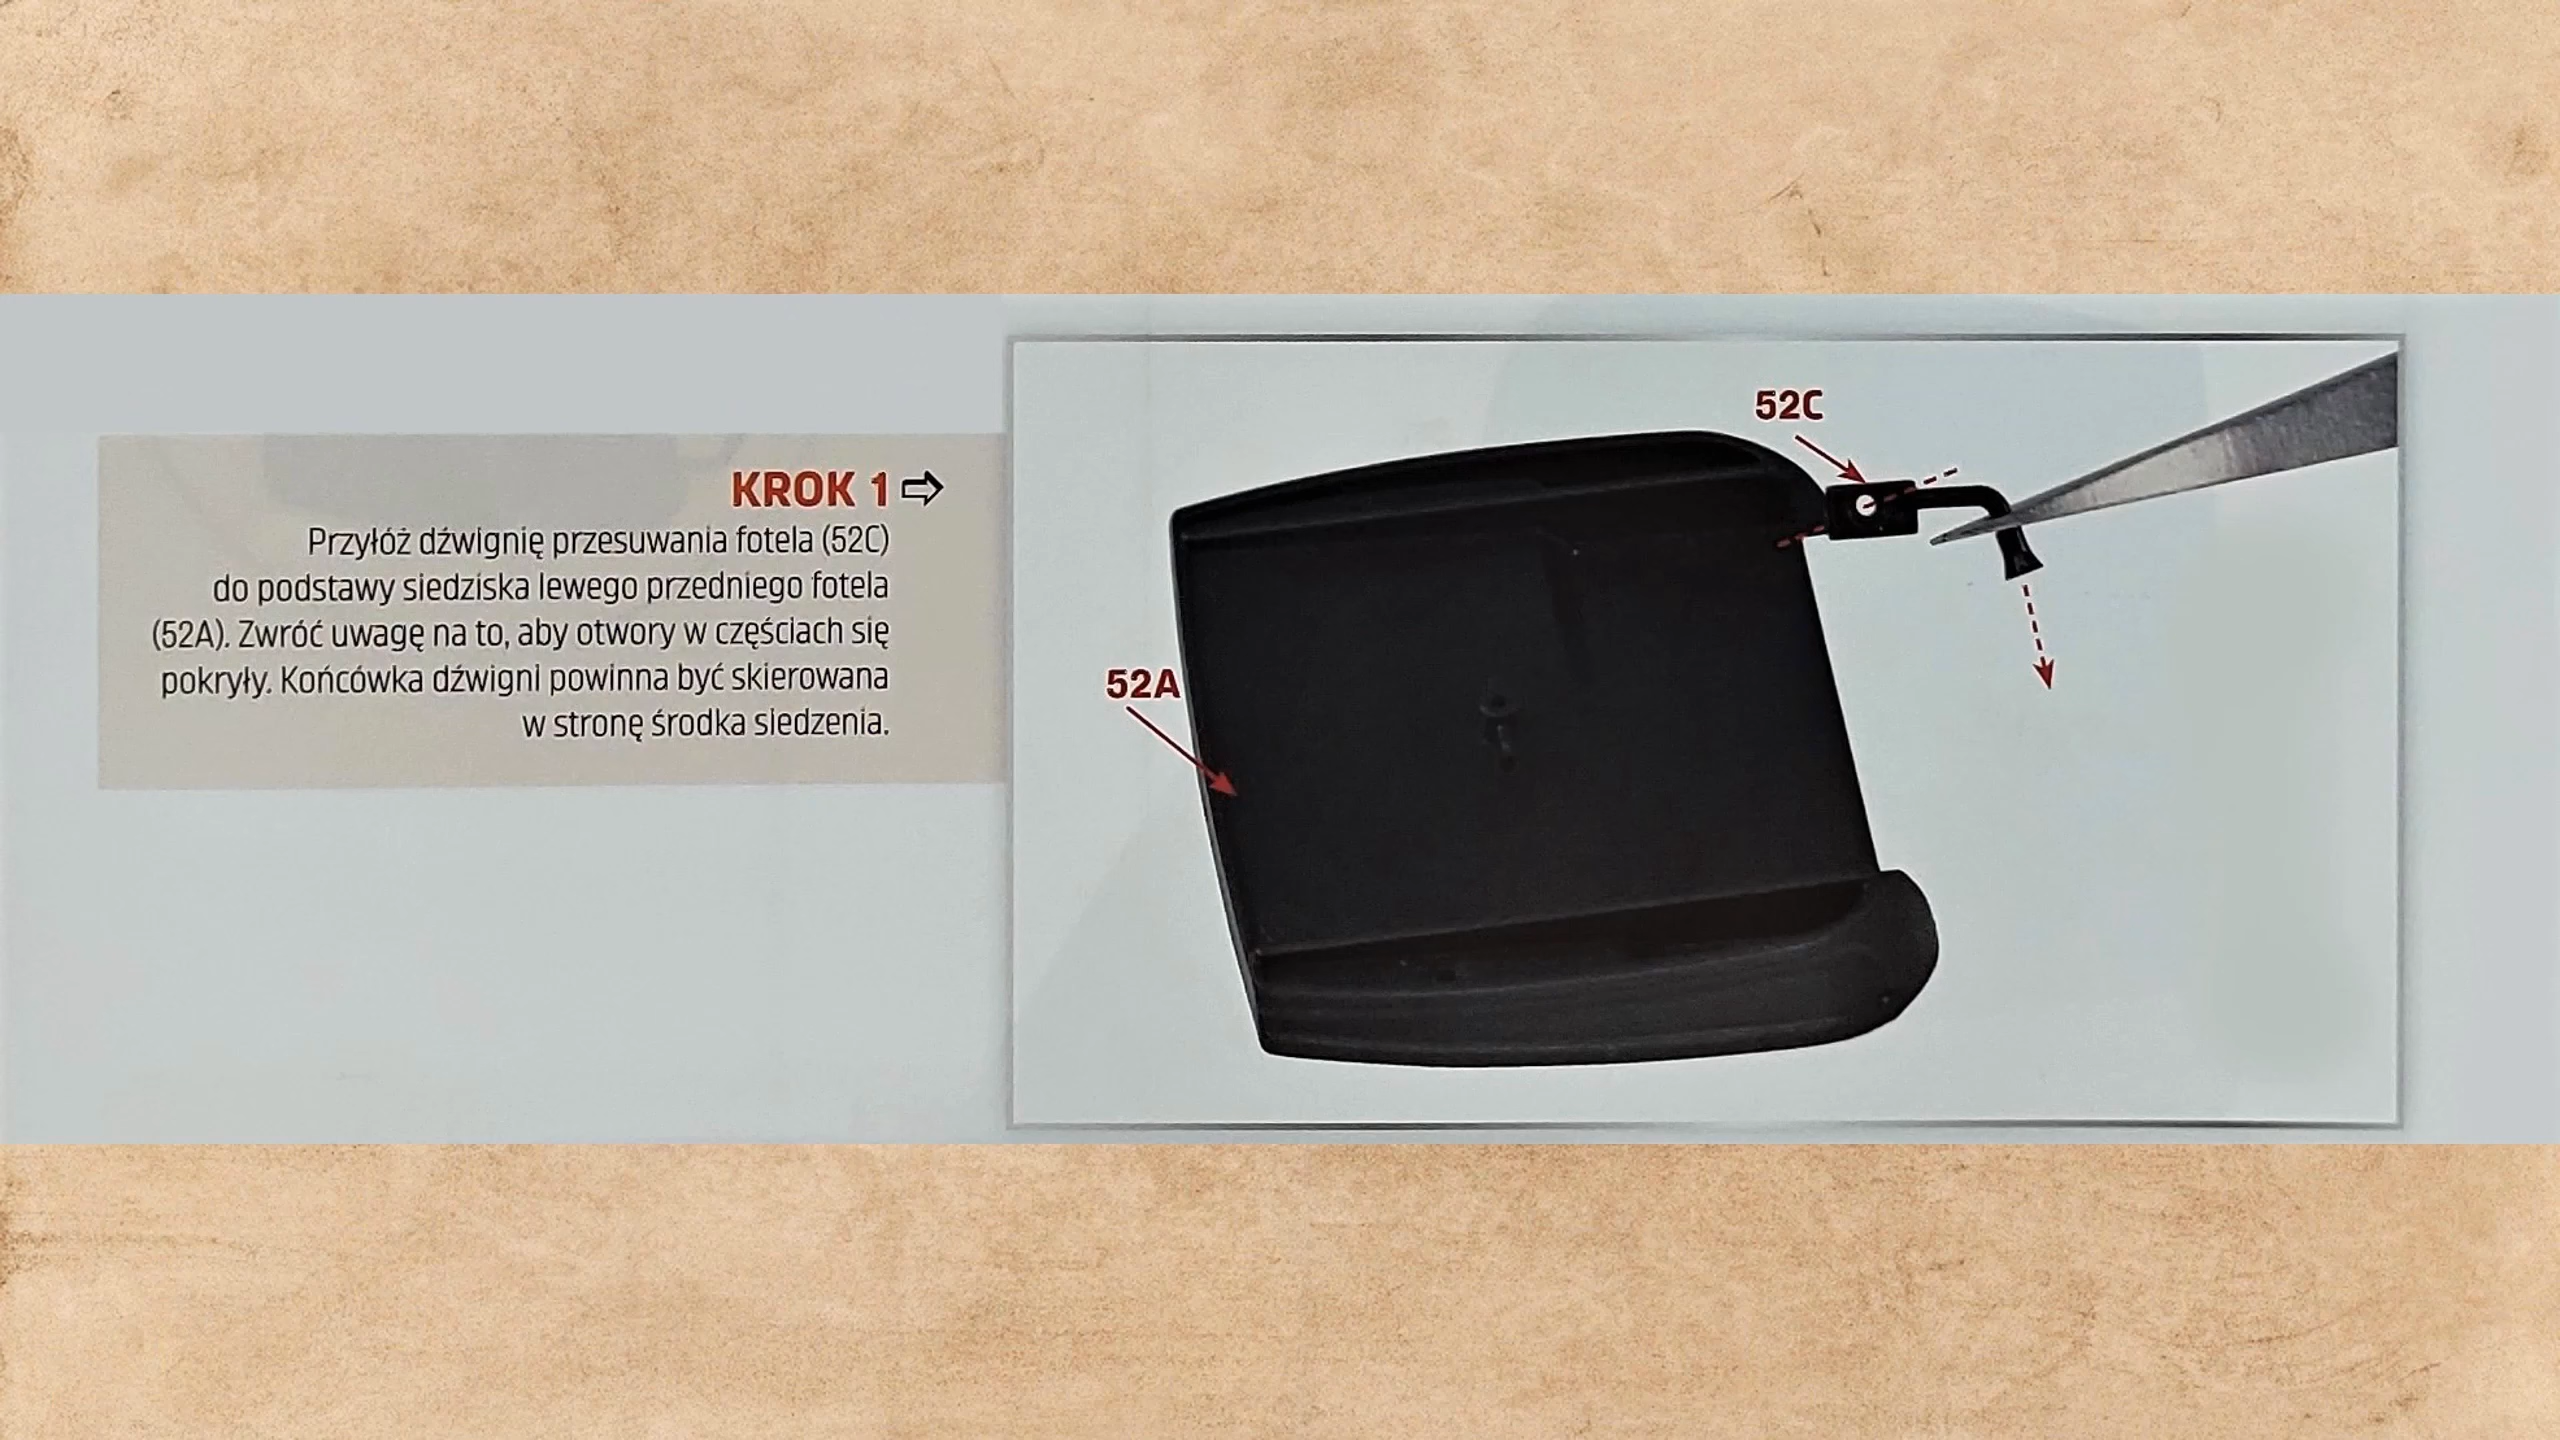 KROK 1 ⇨
Przyłóż dźwignię przesuwania fotela (52C)
do podstawy siedziska lewego przedniego fotela
(52A). Zwróć uwagę na to, aby otwory w częściach się
pokryły. Końcówka dźwigni powinna być skierowana
w stronę środka siedzenia.
52C
52A